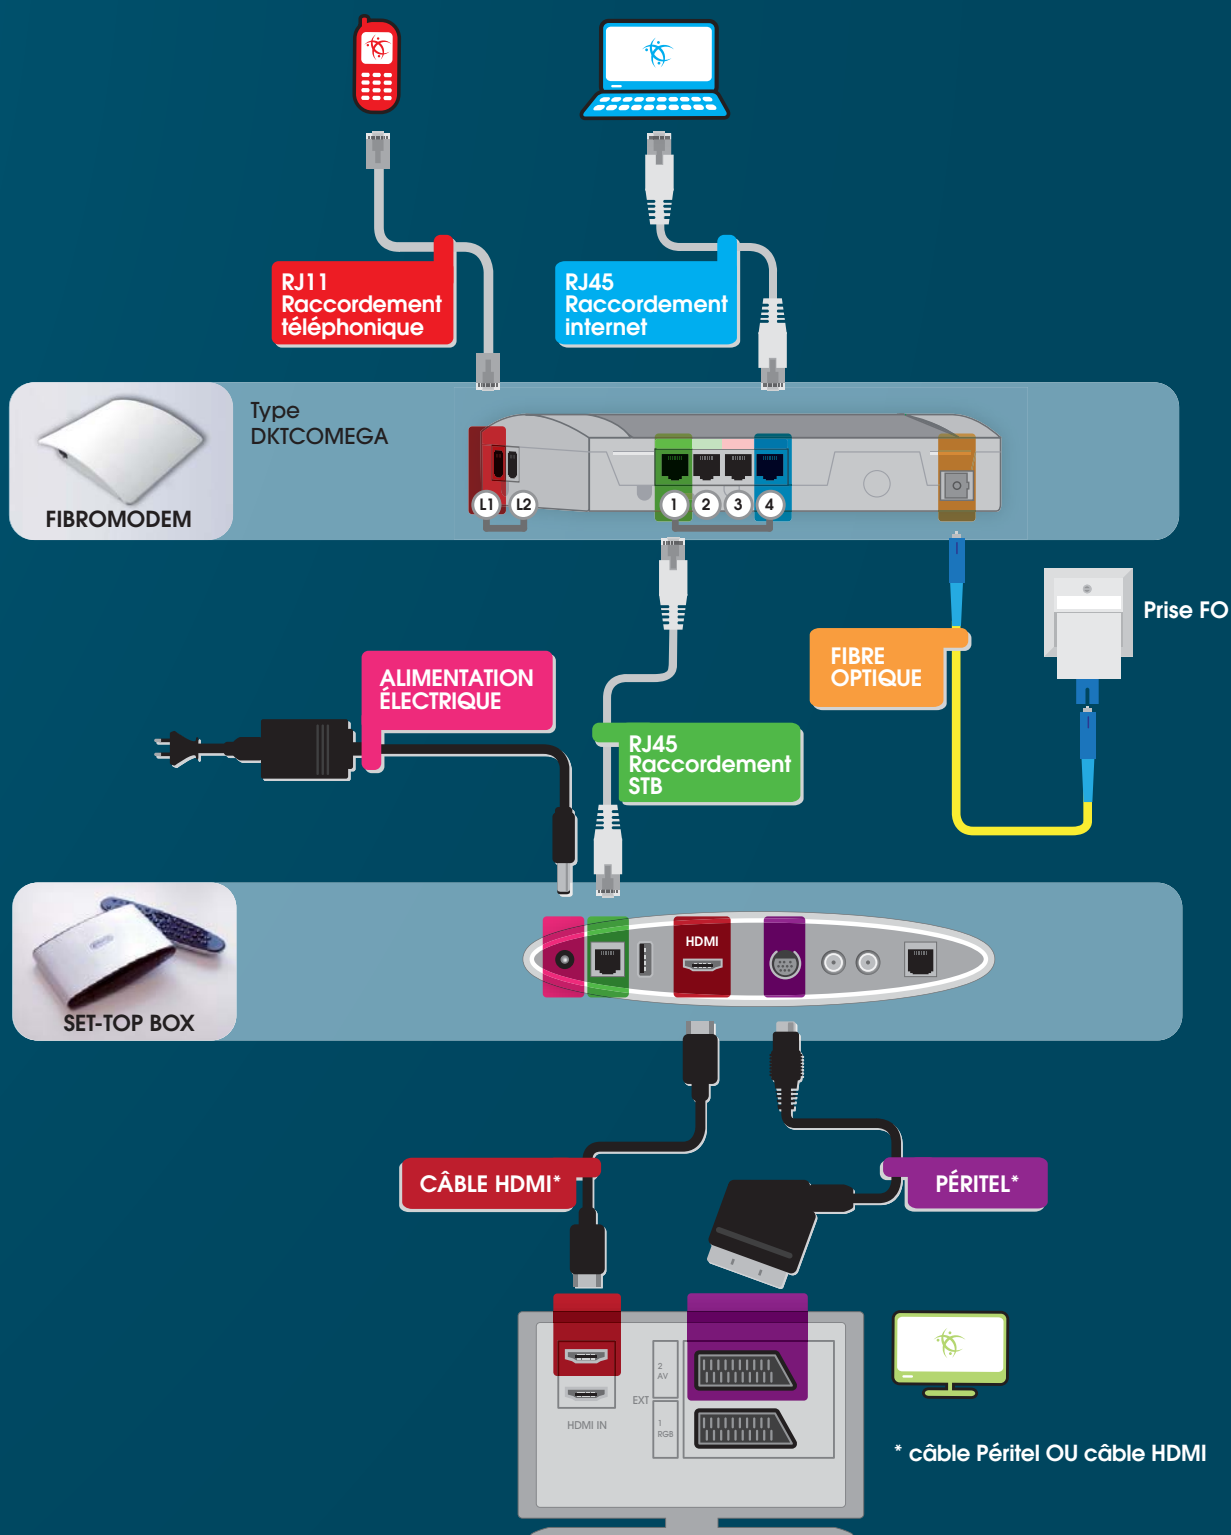 RJ11
Raccordement
téléphonique
RJ45
Raccordement
internet
Type
DKTCOMEGA
FIBROMODEM
L1
L2
1
2
3
4
Prise FO
FIBRE
OPTIQUE
ALIMENTATION
ÉLECTRIQUE
RJ45
Raccordement
STB
HDMI
SET-TOP BOX
CÂBLE HDMI*
PÉRITEL*
2
AV
EXT
1
RGB
HDMI IN
* câble Péritel OU câble HDMI